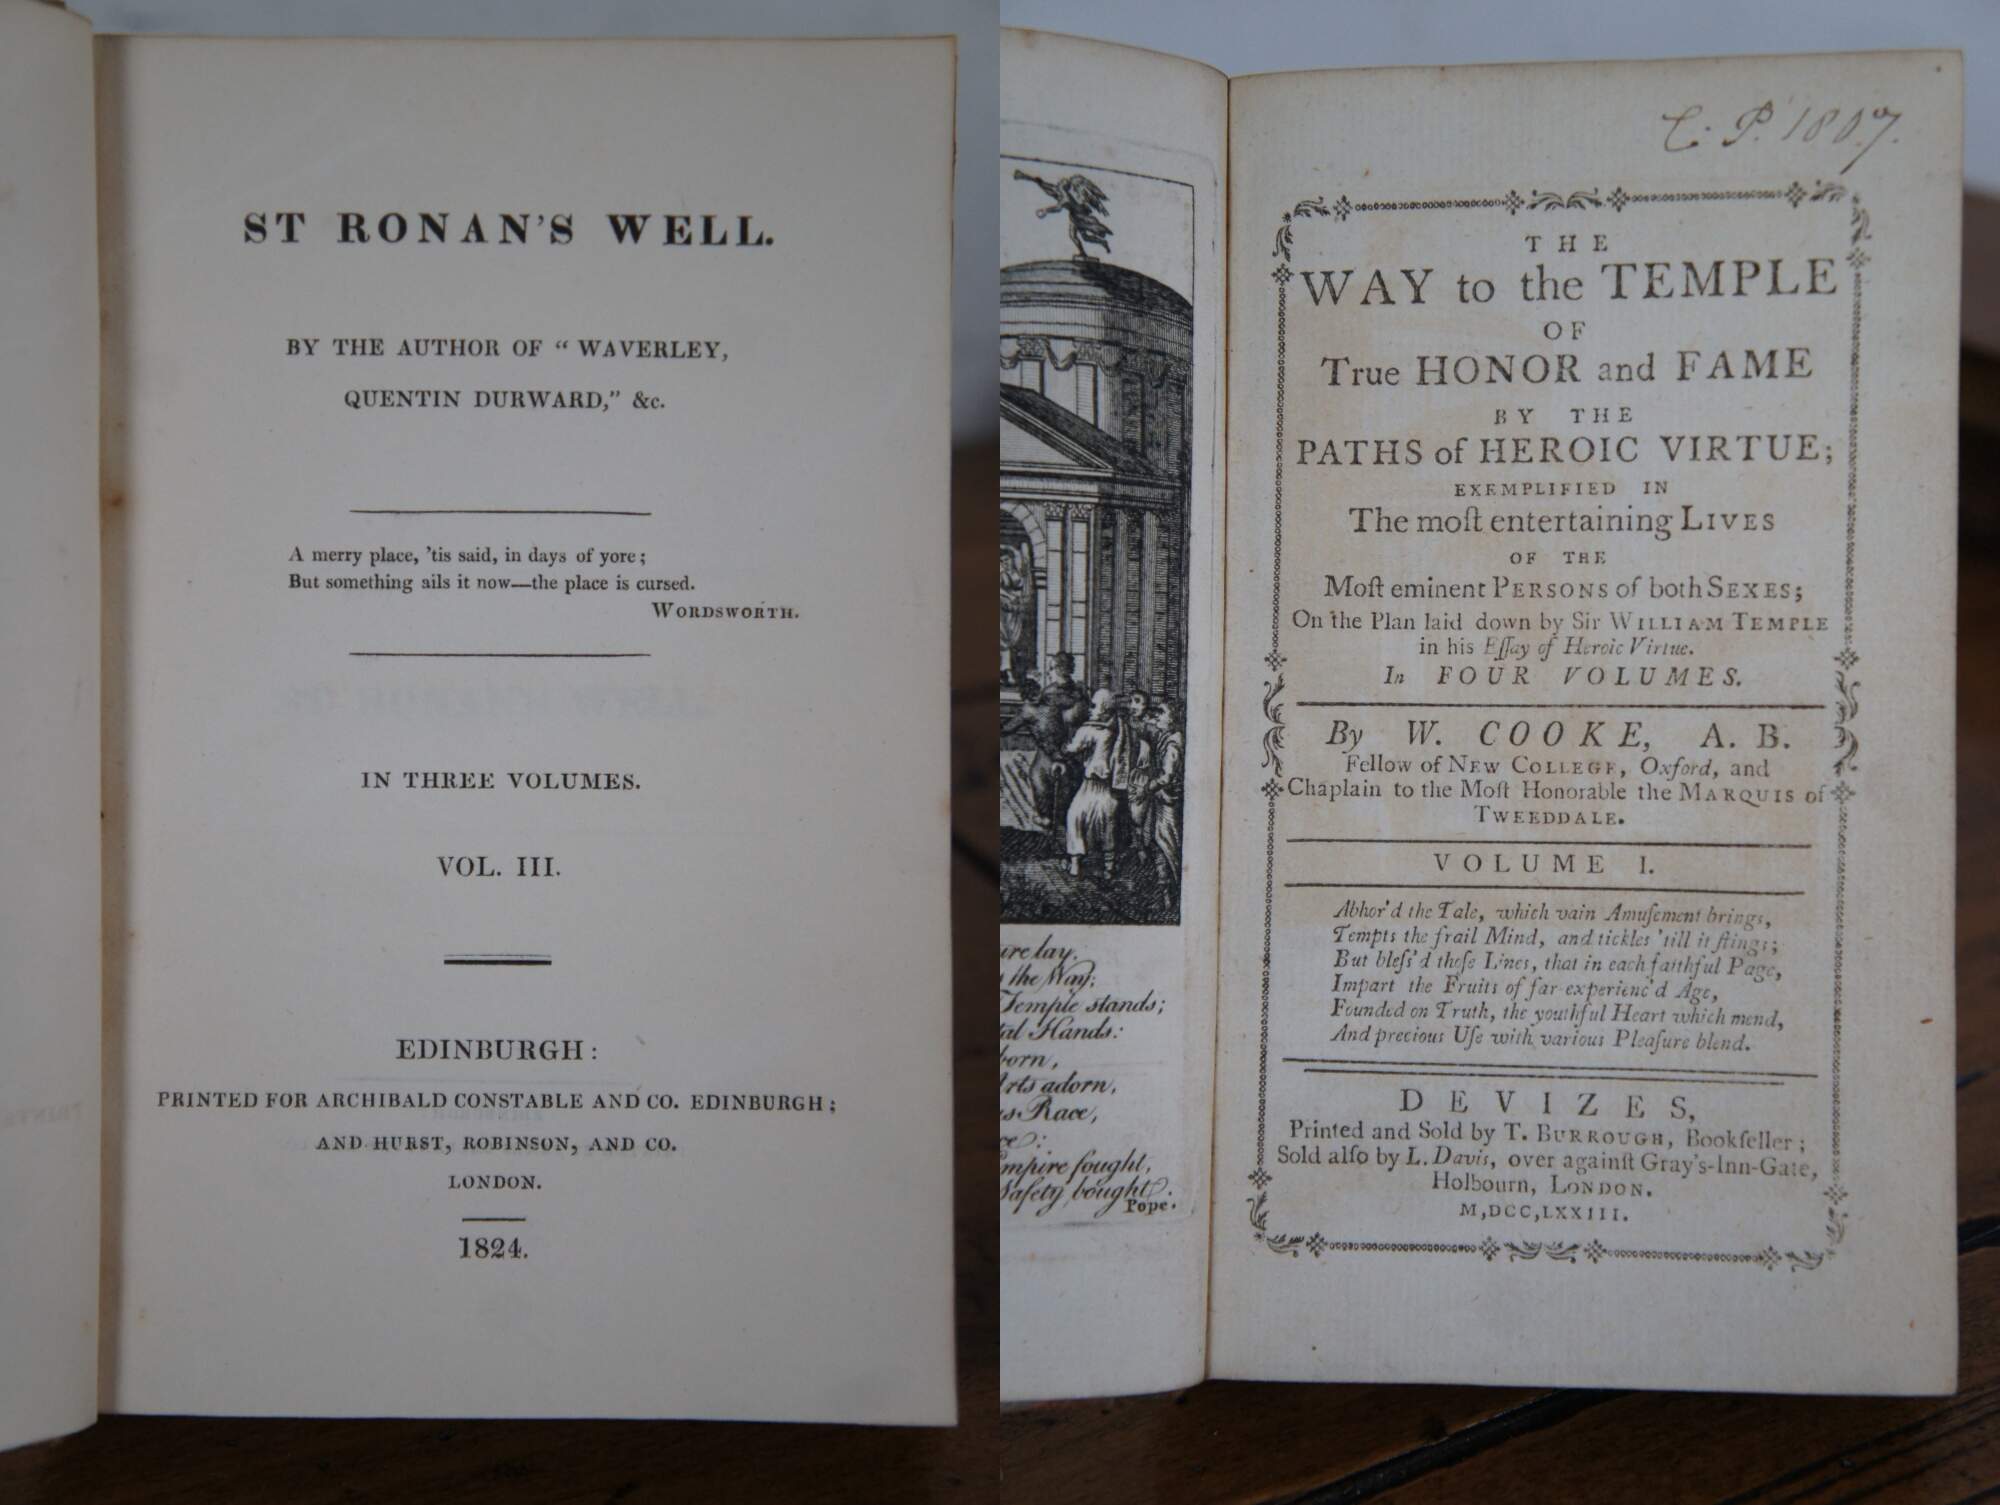 ST RONAN'S WELL.
BY THE AUTHOR OF “ WAVERLEY,
QUENTIN DURWARD,” &c.
A merry place, 'tis said, in days of yore ;
But something ails it now—the place is cursed.
WORDSWORTH.
IN THREE VOLUMES.
VOL. III.
EDINBURGH :
PRINTED FOR ARCHIBALD CONSTABLE AND CO. EDINBURGH ;
AND HURST, ROBINSON, AND CO.
LONDON.
1824.
lay.
the Way;
Temple stands;
Hands:
born,
Arts adorn,
Race,
fought,
Safety bought.
Pope.
C. P. 1807.
THE
WAY to the TEMPLE
OF
True HONOR and FAME
BY THE
PATHS of HEROIC VIRTUE;
EXEMPLIFIED IN
The moſt entertaining LIVES
OF THE
Moſt eminent PERSONS of both SEXES;
On the Plan laid down by Sir WILLIAM TEMPLE
in his Eſſay of Heroic Virtue.
In FOUR VOLUMES.
By W. COOKE, A. B.
Fellow of NEW COLLEGE, Oxford, and
Chaplain to the Moſt Honorable the MARQUIS of
TWEEDDALE.
VOLUME I.
Abhor'd the Tale, which vain Amuſement brings,
Tempts the frail Mind, and tickles 'till it ſtings;
But bleſs'd theſe Lines, that in each faithful Page,
Impart the Fruits of far-experienc'd Age,
Founded on Truth, the youthful Heart which mend,
And precious Uſe with various Pleaſure blend.
DEVIZES,
Printed and Sold by T. BURROUGH, Bookſeller;
Sold alſo by L. Davis, over againſt Gray's-Inn-Gate,
Holbourn, LONDON.
M,DCC,LXXIII.